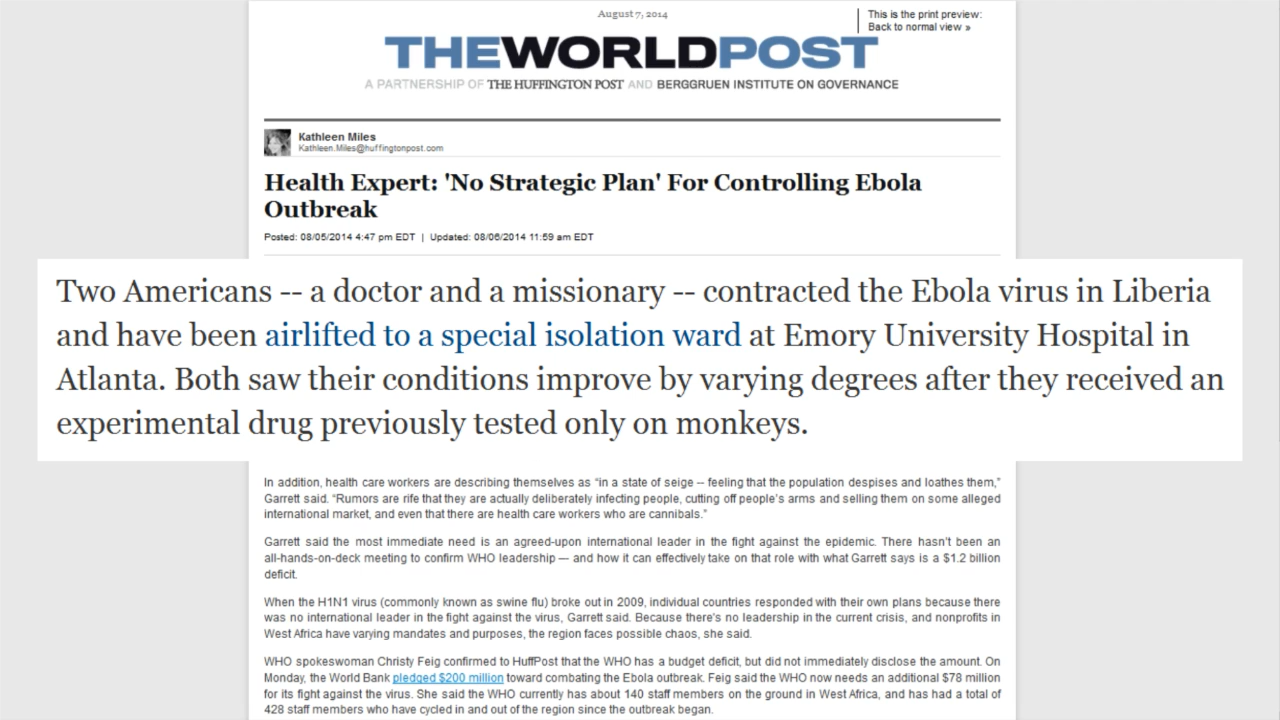 August 7, 2014
This is the print preview:
Back to normal view »
THEWORLDPOST
A PARTNERSHIP OF THE HUFFINGTON POST AND BERGGRUEN INSTITUTE ON GOVERNANCE
Kathleen Miles
Kathleen.Miles@huffingtonpost.com
Health Expert: 'No Strategic Plan' For Controlling Ebola
Outbreak
Posted: 08/05/2014 4:47 pm EDT | Updated: 08/06/2014 11:59 am EDT
Two Americans -- a doctor and a missionary -- contracted the Ebola virus in Liberia
and have been airlifted to a special isolation ward at Emory University Hospital in
Atlanta. Both saw their conditions improve by varying degrees after they received an
experimental drug previously tested only on monkeys.
In addition, health care workers are describing themselves as “in a state of seige -- feeling that the population despises and loathes them,”
Garrett said. “Rumors are rife that they are actually deliberately infecting people, cutting off people’s arms and selling them on some alleged
international market, and even that there are health care workers who are cannibals.”
Garrett said the most immediate need is an agreed-upon international leader in the fight against the epidemic. There hasn’t been an
all-hands-on-deck meeting to confirm WHO leadership — and how it can effectively take on that role with what Garrett says is a $1.2 billion
deficit.
When the H1N1 virus (commonly known as swine flu) broke out in 2009, individual countries responded with their own plans because there
was no international leader in the fight against the virus, Garrett said. Because there's no leadership in the current crisis, and nonprofits in
West Africa have varying mandates and purposes, the region faces possible chaos, she said.
WHO spokeswoman Christy Feig confirmed to HuffPost that the WHO has a budget deficit, but did not immediately disclose the amount. On
Monday, the World Bank pledged $200 million toward combating the Ebola outbreak. Feig said the WHO now needs an additional $78 million
for its fight against the virus. She said the WHO currently has about 140 staff members on the ground in West Africa, and has had a total of
428 staff members who have cycled in and out of the region since the outbreak began.